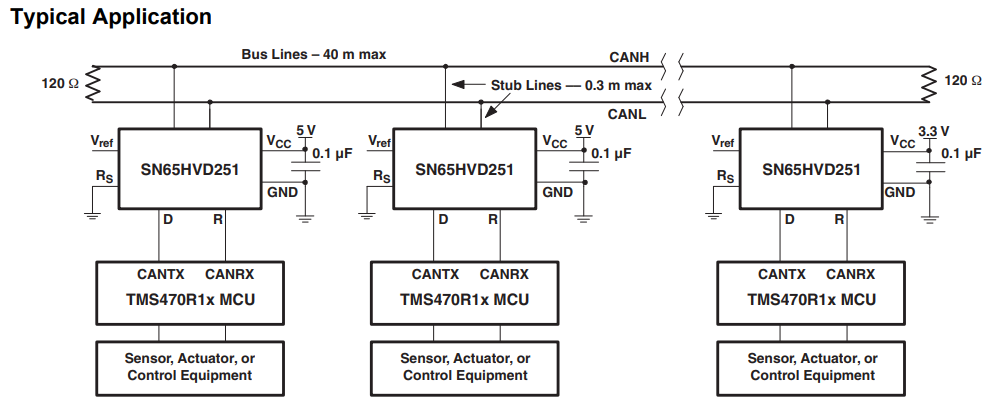 Typical Application
Bus Lines – 40 m max
CANH
120 Ω
Stub Lines –– 0.3 m max
120 Ω
CANL
Vref
VCC
5 V
0.1 µF
SN65HVD251
RS
GND
D
R
Vref
VCC
5 V
0.1 µF
SN65HVD251
RS
GND
D
R
Vref
VCC
3.3 V
0.1 µF
SN65HVD251
RS
GND
D
R
CANTX CANRX
TMS470R1x MCU
CANTX CANRX
TMS470R1x MCU
CANTX CANRX
TMS470R1x MCU
Sensor, Actuator, or
Control Equipment
Sensor, Actuator, or
Control Equipment
Sensor, Actuator, or
Control Equipment